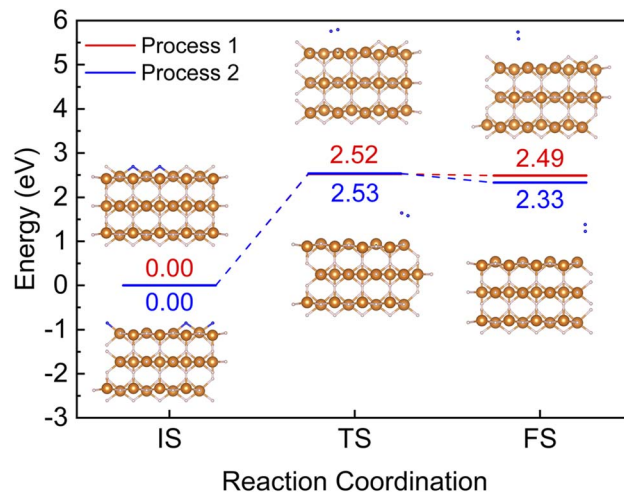 6
Process 1
Process 2
5
4
3
2.52
2.49
2
2.53
2.33
1
0.00
0
0.00
-1
-2
-3
IS
TS
FS
Energy (eV)
Reaction Coordination